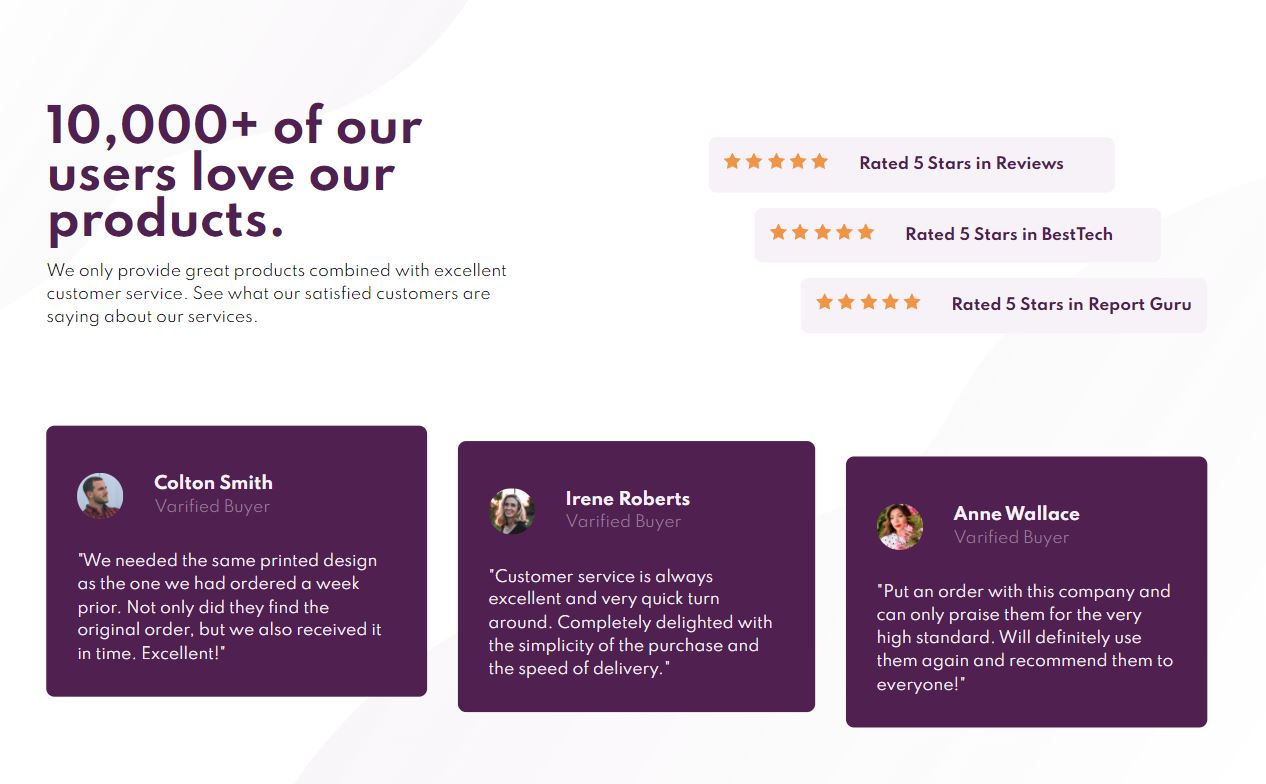 10,000+ of our
users love our
products.
We only provide great products combined with excellent
customer service. See what our satisfied customers are
saying about our services.
Rated 5 Stars in Reviews
Rated 5 Stars in BestTech
Rated 5 Stars in Report Guru
Colton Smith
Varified Buyer
"We needed the same printed design
as the one we had ordered a week
prior. Not only did they find the
original order, but we also received it
in time. Excellent!"
Irene Roberts
Varified Buyer
"Customer service is always
excellent and very quick turn
around. Completely delighted with
the simplicity of the purchase and
the speed of delivery."
Anne Wallace
Varified Buyer
"Put an order with this company and
can only praise them for the very
high standard. Will definitely use
them again and recommend them to
everyone!"